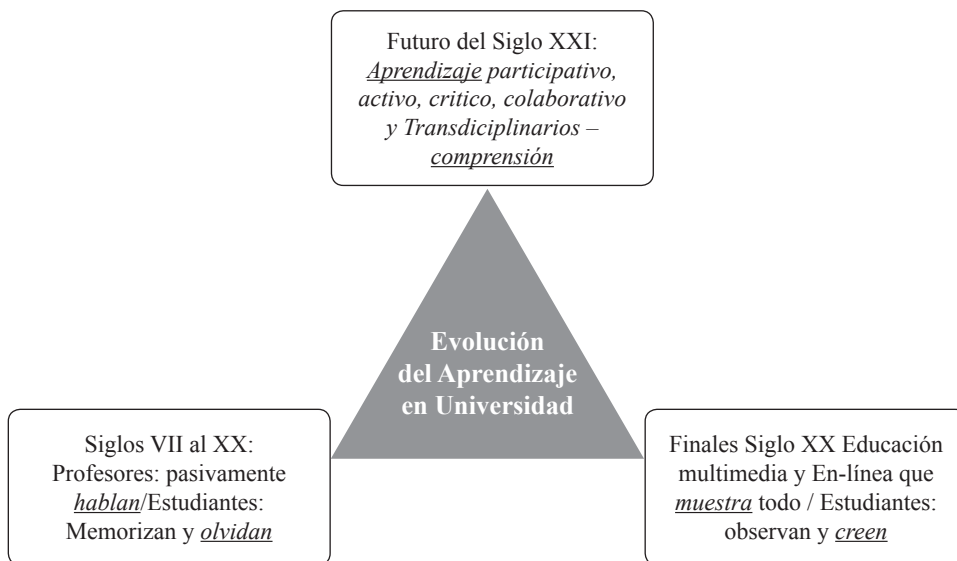 Futuro del Siglo XXI:
Aprendizaje participativo,
activo, critico, colaborativo
y Transdiciplinarios –
comprensión
Evolución
del Aprendizaje
en Universidad
Siglos VII al XX:
Profesores: pasivamente
hablan/Estudiantes:
Memorizan y olvidan
Finales Siglo XX Educación
multimedia y En-línea que
muestra todo / Estudiantes:
observan y creen